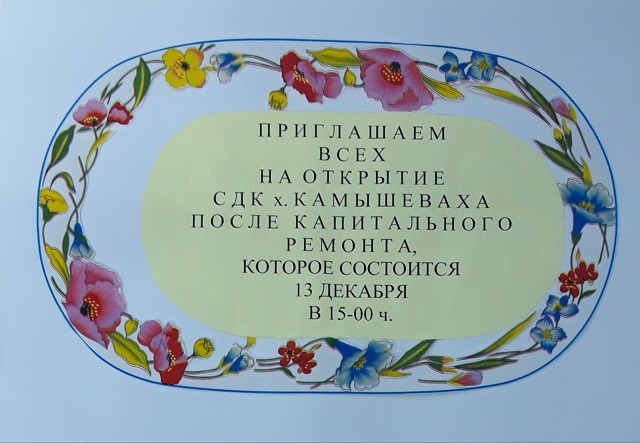 ПРИГЛАШАЕМ
ВСЕХ
НА ОТКРЫТИЕ
СДК х. КАМЫШЕВАХА
ПОСЛЕ КАПИТАЛЬНОГО
РЕМОНТА,
КОТОРОЕ СОСТОИТСЯ
13 ДЕКАБРЯ
В 15-00 ч.